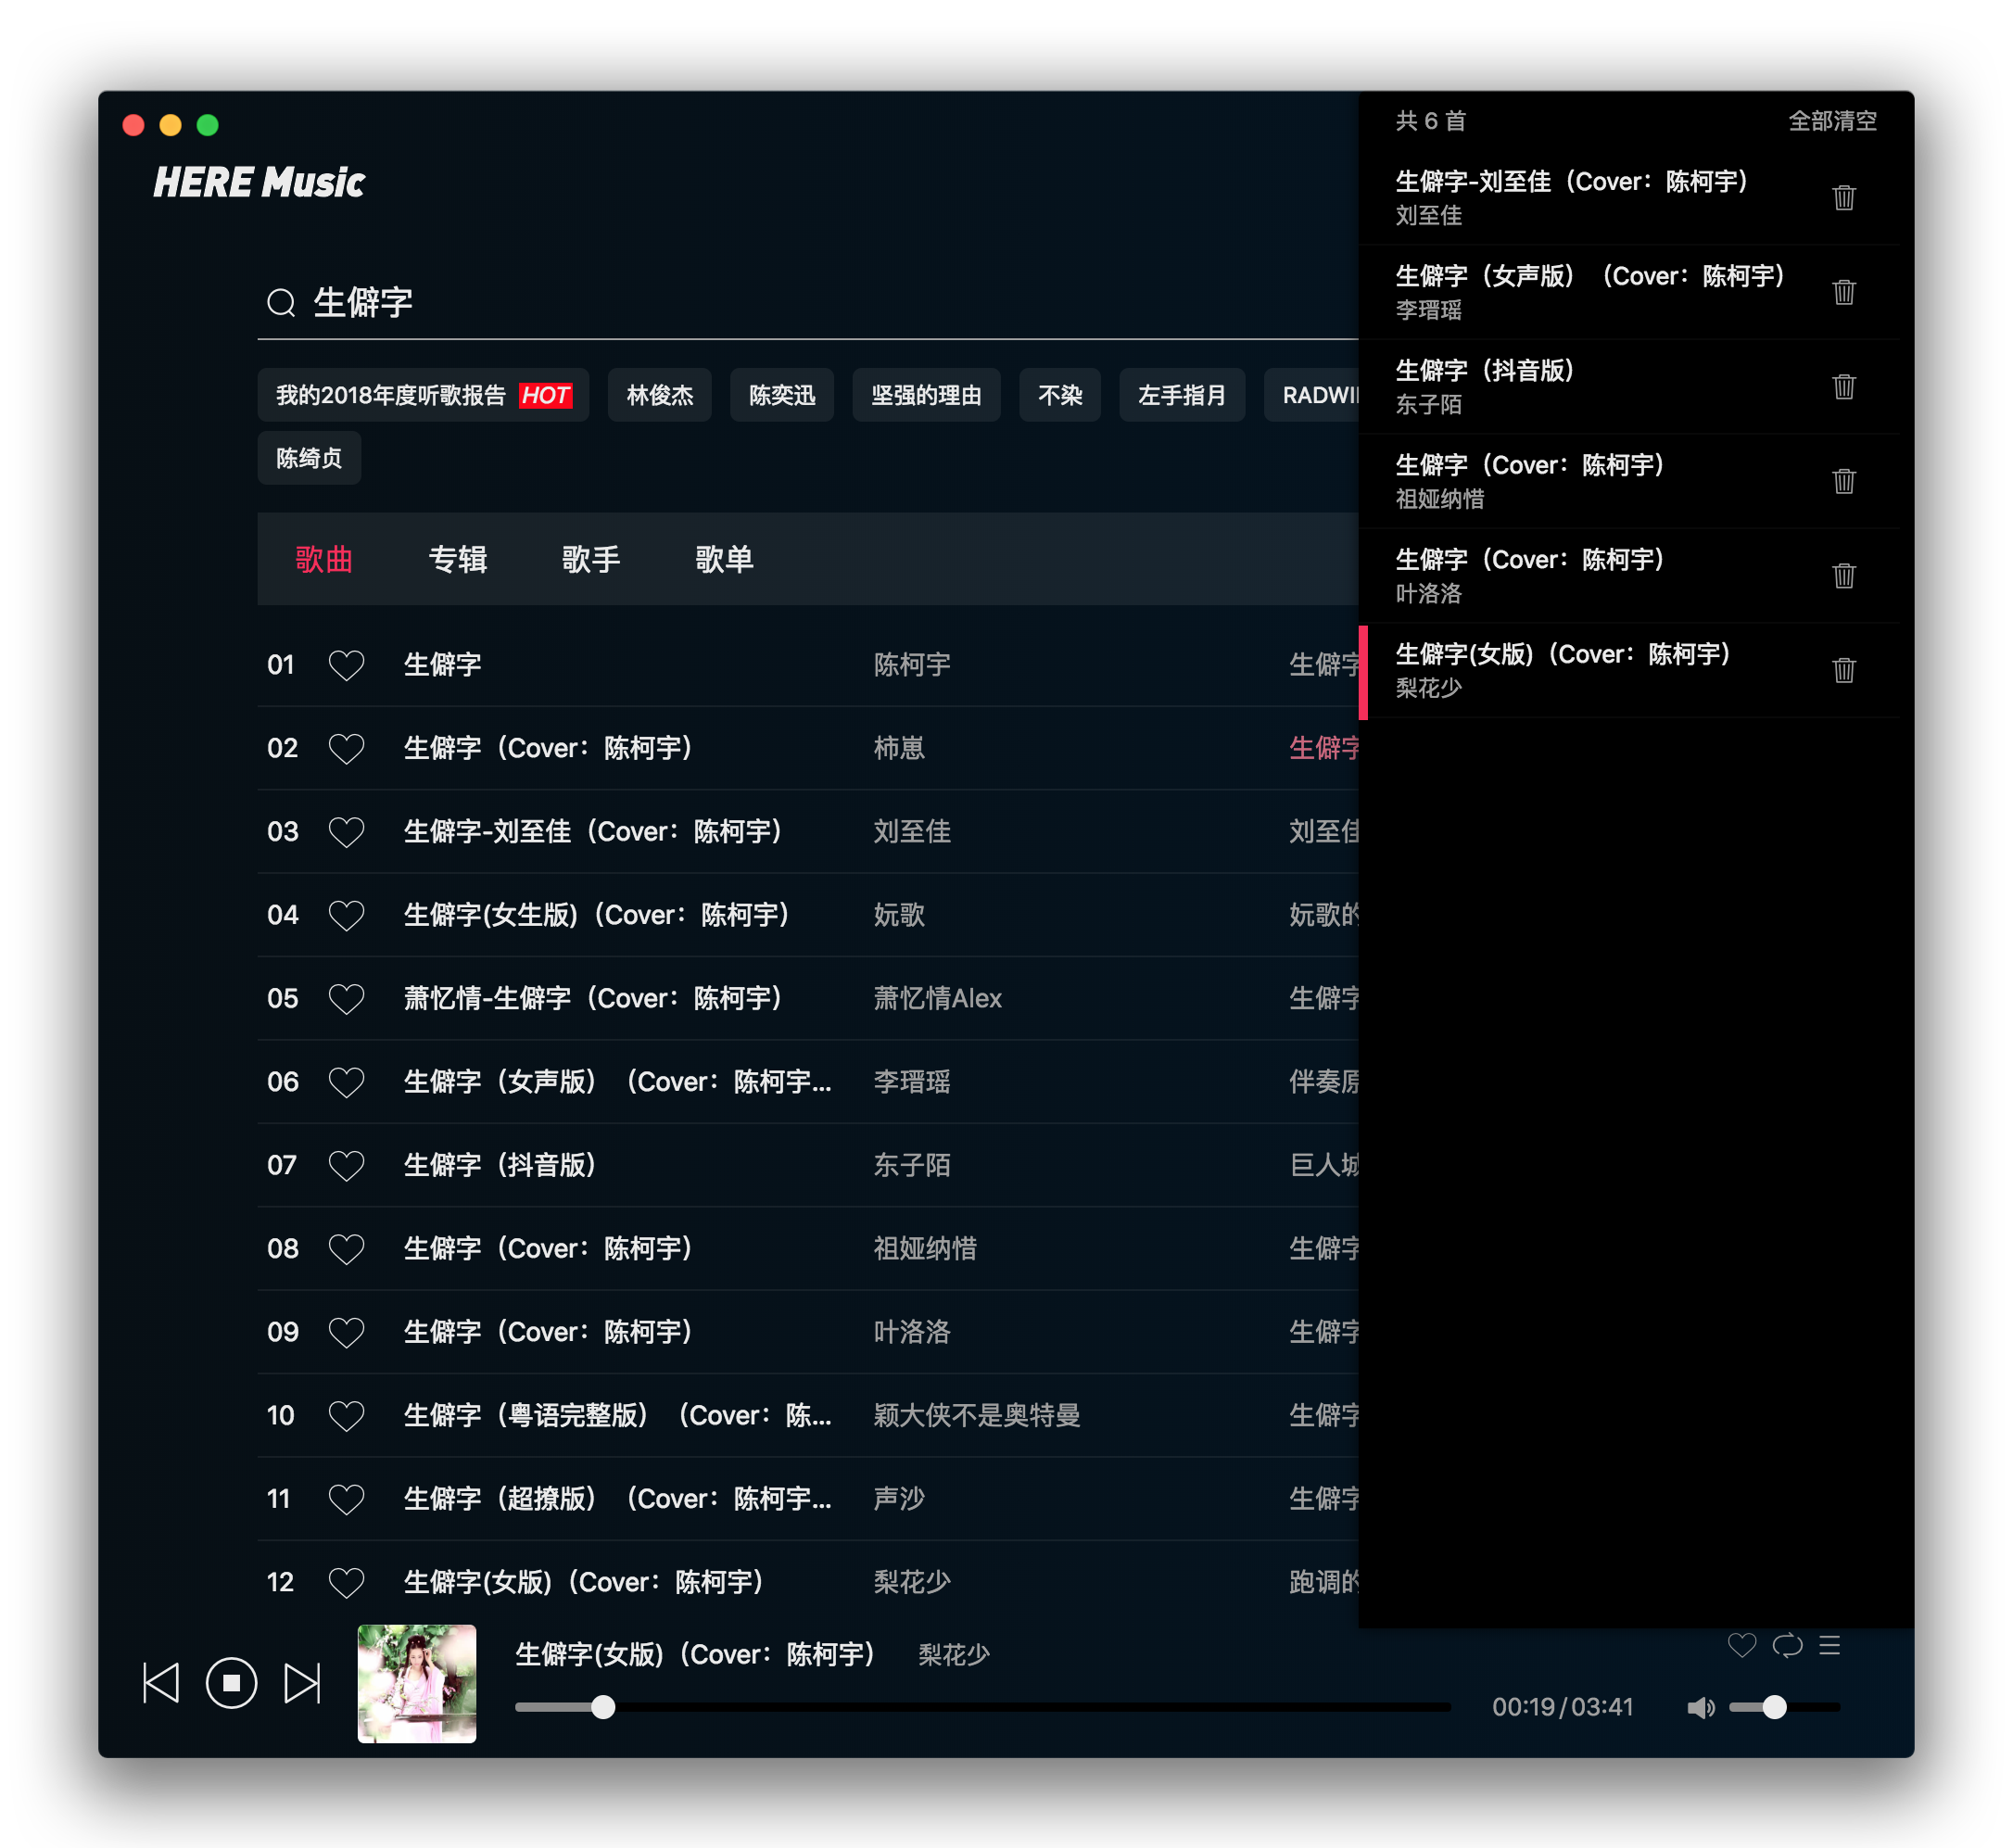 HERE Music
生僻字
我的2018年度听歌报告 HOT 林俊杰 陈奕迅 坚强的理由 不染 左手指月 RADWI
陈绮贞
歌曲 专辑 歌手 歌单
01 生僻字 陈柯宇 生僻字
02 生僻字（Cover：陈柯宇） 柿崽 生僻字
03 生僻字-刘至佳（Cover：陈柯宇） 刘至佳 刘至佳
04 生僻字(女生版)（Cover：陈柯宇） 妧歌 妧歌的
05 萧忆情-生僻字（Cover：陈柯宇） 萧忆情Alex 生僻字
06 生僻字（女声版）（Cover：陈柯宇... 李瑨瑶 伴奏原
07 生僻字（抖音版） 东子陌 巨人城
08 生僻字（Cover：陈柯宇） 祖娅纳惜 生僻字
09 生僻字（Cover：陈柯宇） 叶洛洛 生僻字
10 生僻字（粤语完整版）（Cover：陈... 颖大侠不是奥特曼 生僻字
11 生僻字（超撩版）（Cover：陈柯宇... 声沙 生僻字
12 生僻字(女版)（Cover：陈柯宇） 梨花少 跑调的
共 6 首 全部清空
生僻字-刘至佳（Cover：陈柯宇）
刘至佳
生僻字（女声版）（Cover：陈柯宇）
李瑨瑶
生僻字（抖音版）
东子陌
生僻字（Cover：陈柯宇）
祖娅纳惜
生僻字（Cover：陈柯宇）
叶洛洛
生僻字(女版)（Cover：陈柯宇）
梨花少
生僻字(女版)（Cover：陈柯宇） 梨花少
00:19/03:41